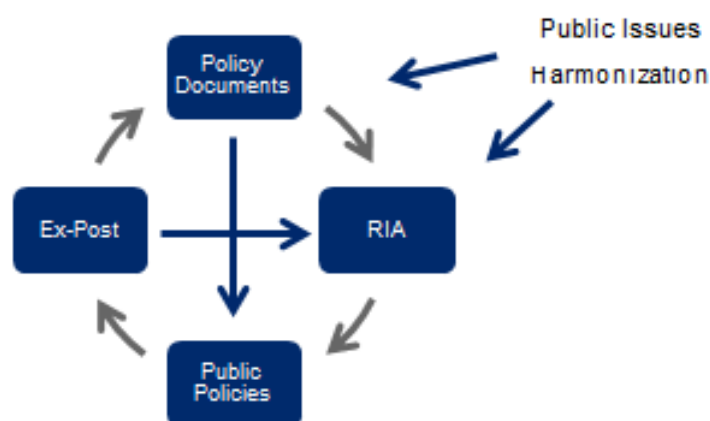 Public Issues
Harmonization
Policy
Documents
Ex-Post
RIA
Public
Policies